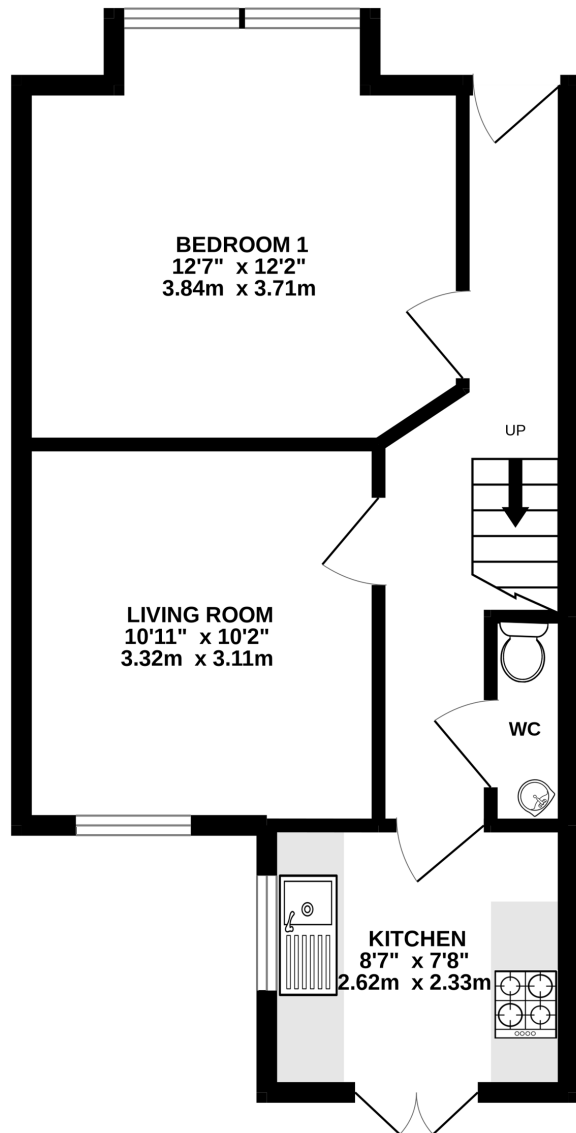 BEDROOM 1
12'7" x 12'2"
3.84m x 3.71m
UP
LIVING ROOM
10'11" x 10'2"
3.32m x 3.11m
WC
KITCHEN
8'7" x 7'8"
2.62m x 2.33m